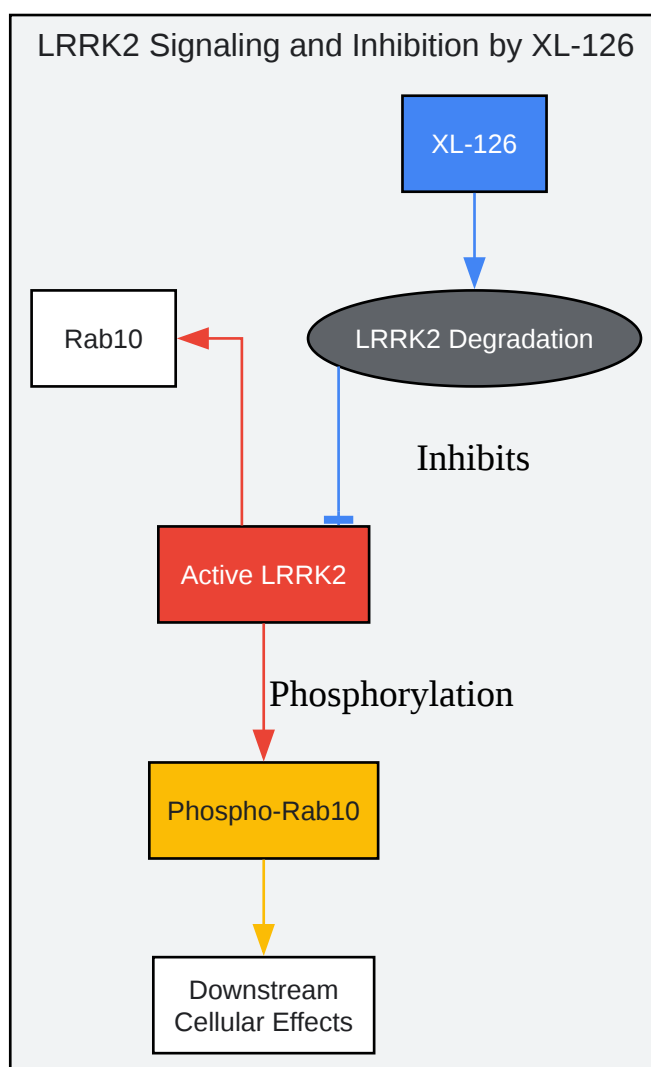 LRRK2 Signaling and Inhibition by XL-126
XL-126
Rab10
LRRK2 Degradation
Inhibits
Active LRRK2
Phosphorylation
Phospho-Rab10
Downstream
Cellular Effects